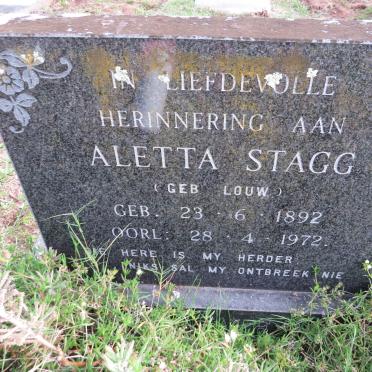 IN LIEFDEVOLLE
HERINNERING AAN
ALETTA STAGG
(GEB LOUW)
GEB. 23 · 6 · 1892
OORL. 28 · 4 · 1972.
HERE IS MY HERDER
NIKS SAL MY ONTBREEK NIE